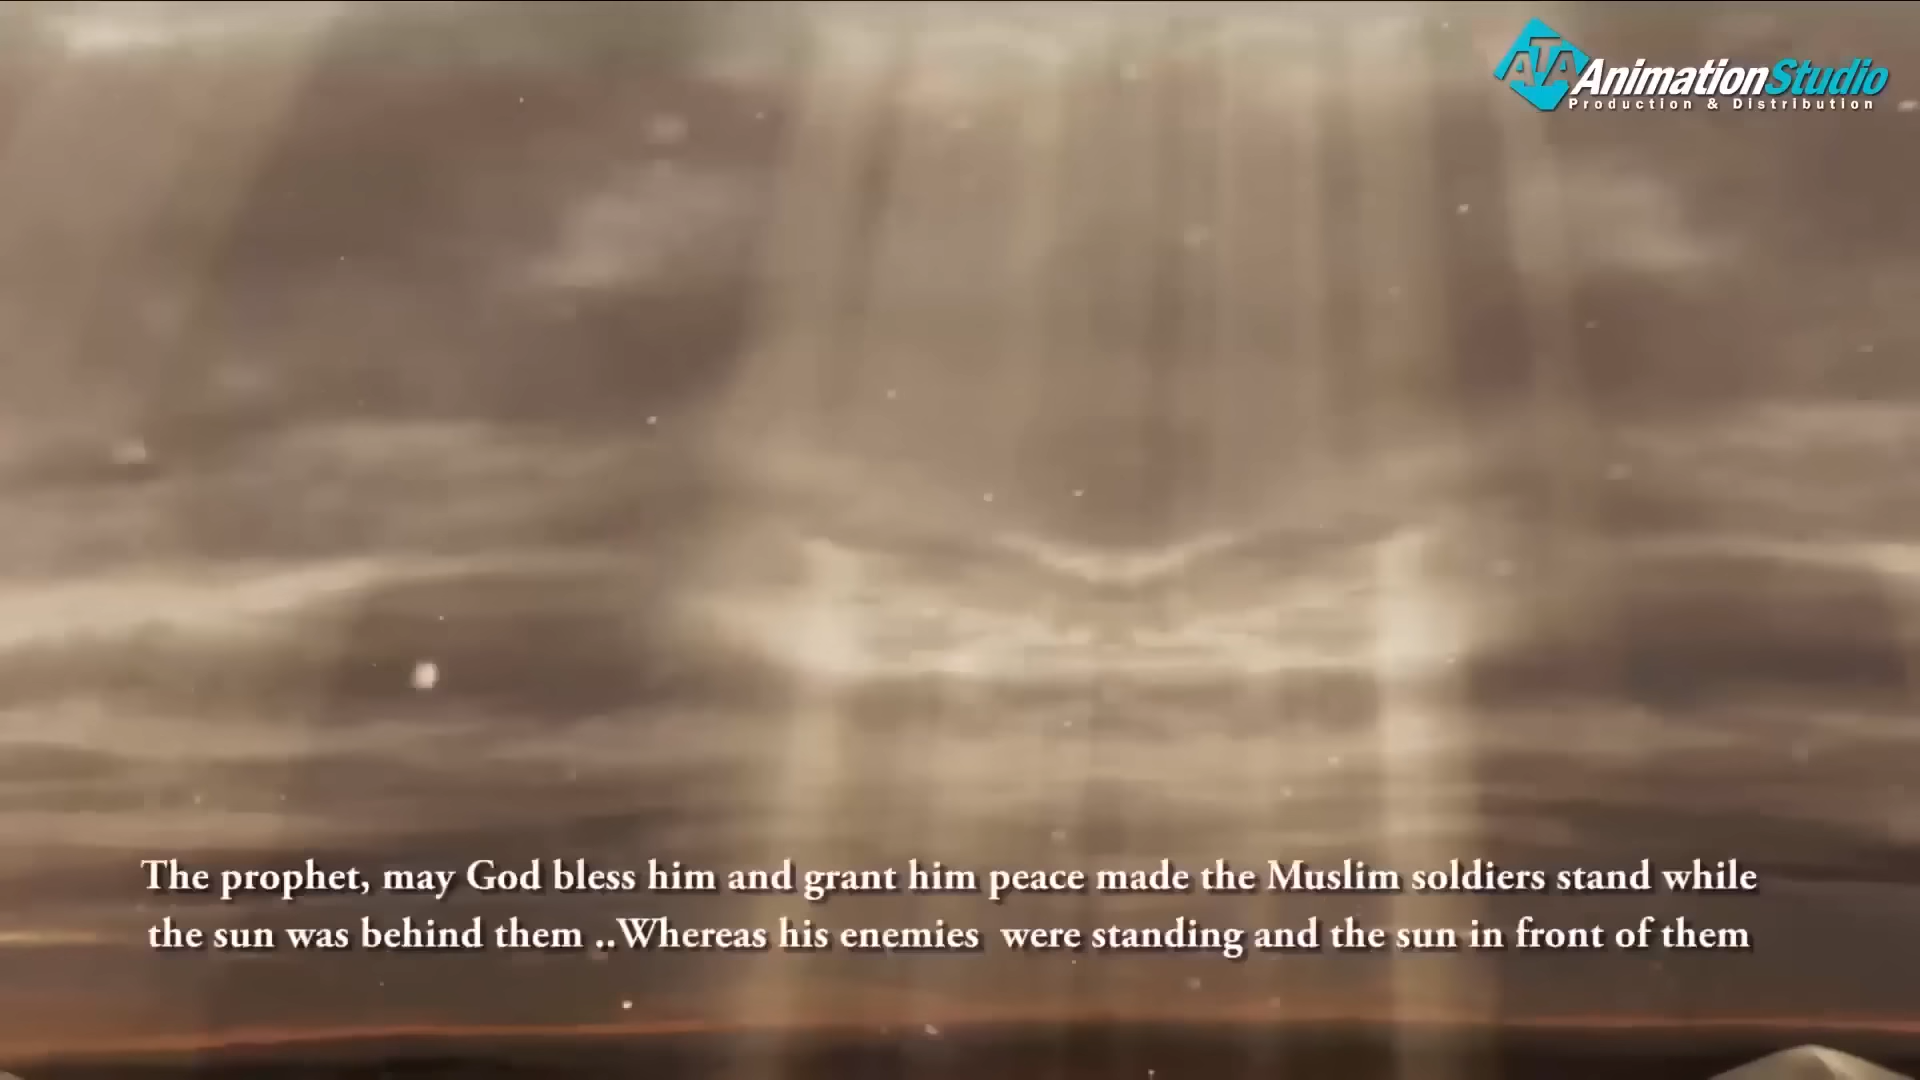 ATA AnimationStudio
Production & Distribution
The prophet, may God bless him and grant him peace made the Muslim soldiers stand while
the sun was behind them ..Whereas his enemies  were standing and the sun in front of them